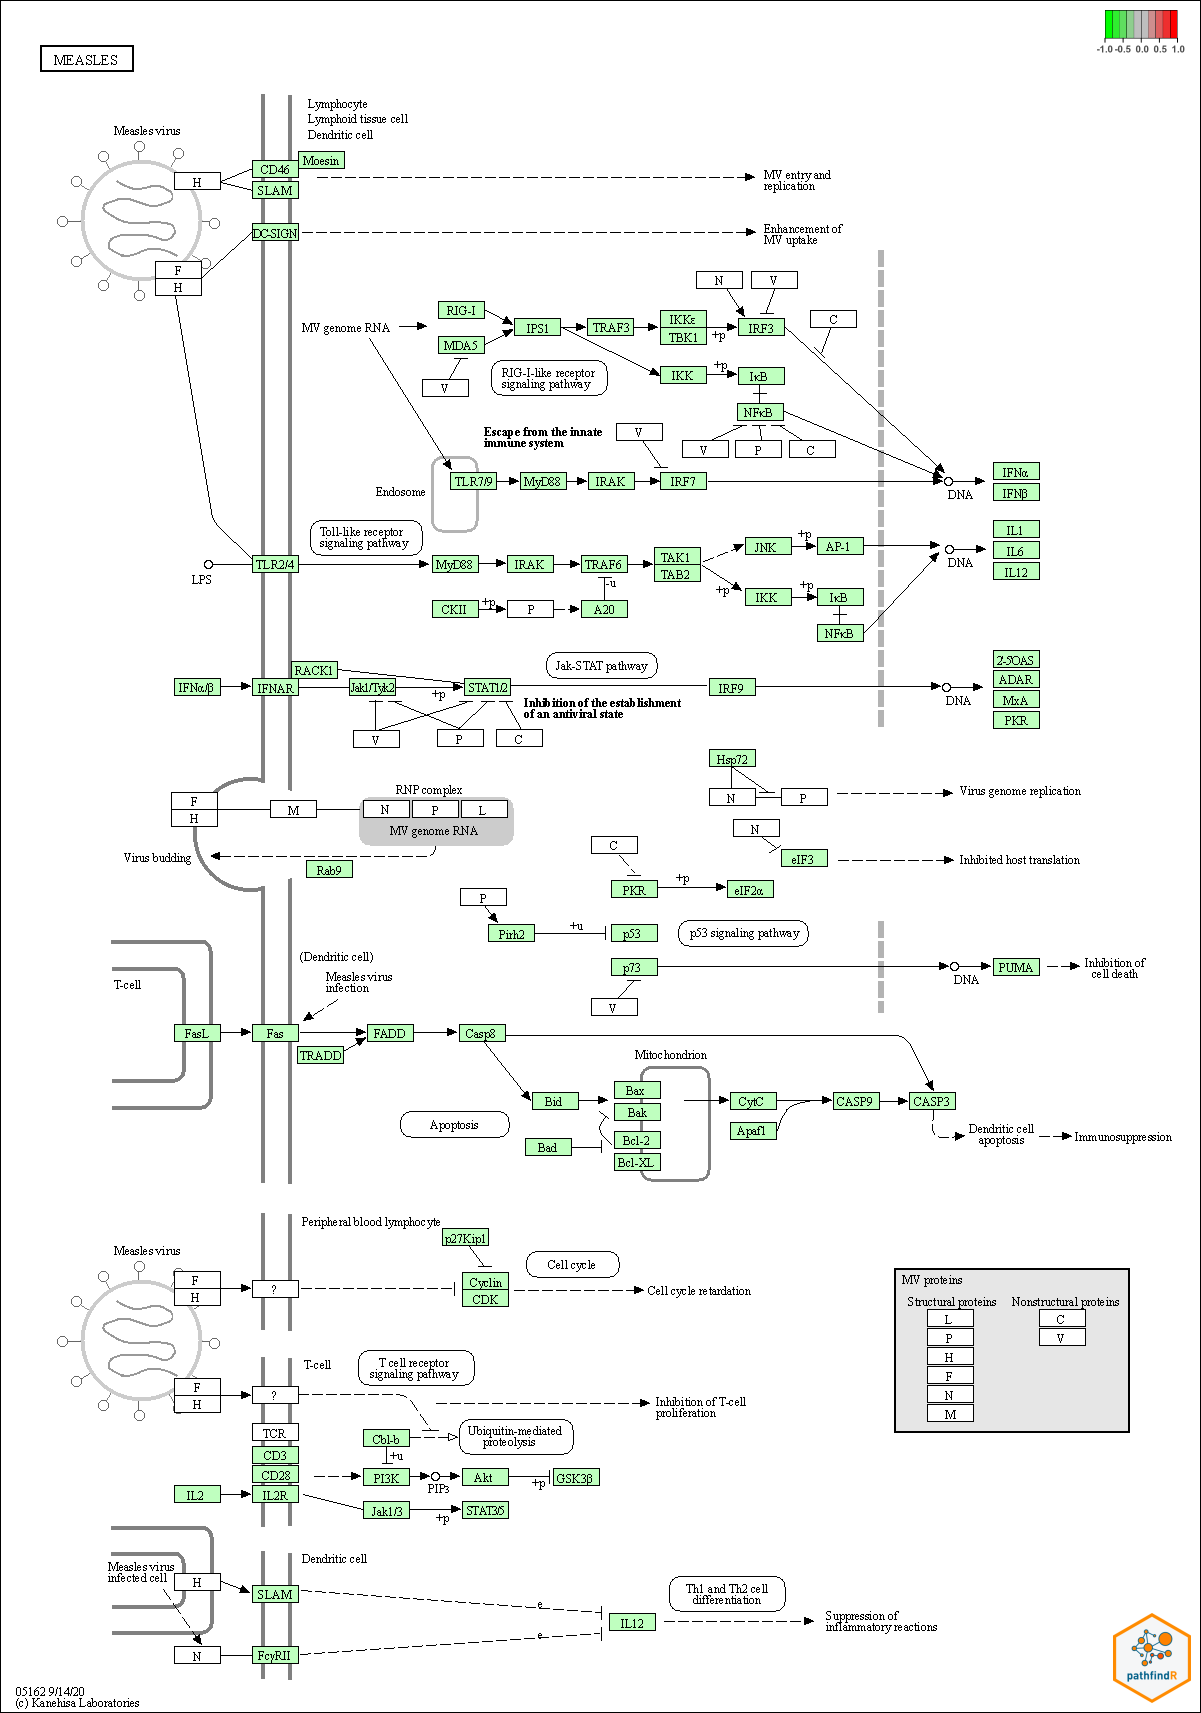 -1.0 -0.5 0.0 0.5 1.0
MEASLES
Lymphocyte
Lymphoid tissue cell
Dendritic cell
Measles virus
Moesin
CD46
H
SLAM
MV entry and
replication
DC-SIGN
Enhancement of
MV uptake
F
H
N
V
RIG-I
IPS1
TRAF3
IKKε
TBK1
+p
IRF3
C
MV genome RNA
MDA5
V
RIG-I-like receptor
signaling pathway
IKK
+p
IκB
NFκB
Escape from the innate
immune system
V
V
P
C
Endosome
TLR7/9
MyD88
IRAK
IRF7
DNA
IFNα
IFNβ
Toll-like receptor
signaling pathway
LPS
TLR2/4
MyD88
IRAK
TRAF6
TAK1
TAB2
JNK
+p
AP-1
DNA
IL1
IL6
IL12
-u
CKII
+p
P
A20
+p
IKK
+p
IκB
NFκB
RACK1
Jak-STAT pathway
IFNα/β
IFNAR
Jak1/Tyk2
+p
STAT1/2
IRF9
DNA
2-5OAS
ADAR
MxA
PKR
Inhibition of the establishment
of an antiviral state
V
P
C
Hsp72
N
P
Virus genome replication
RNP complex
F
H
M
N
P
L
MV genome RNA
Virus budding
Rab9
N
eIF3
Inhibited host translation
C
PKR
+p
eIF2α
P
Pirh2
+u
p53
p53 signaling pathway
p73
V
DNA
PUMA
Inhibition of
cell death
T-cell
(Dendritic cell)
Measles virus
infection
FasL
Fas
FADD
Casp8
TRADD
Mitochondrion
Bid
Bax
Bak
CytC
CASP9
CASP3
Apoptosis
Bad
Bcl-2
Bcl-XL
Apaf1
Dendritic cell
apoptosis
Immunosuppression
Peripheral blood lymphocyte
p27Kip1
Measles virus
F
H
?
Cyclin
CDK
Cell cycle
Cell cycle retardation
MV proteins
Structural proteins
Nonstructural proteins
L
C
P
V
H
F
N
M
T-cell
T cell receptor
signaling pathway
F
H
?
Inhibition of T-cell
proliferation
TCR
Cbl-b
Ubiquitin-mediated
proteolysis
CD3
+u
CD28
PI3K
PIP3
Akt
+p
GSK3β
IL2
IL2R
Jak1/3
+p
STAT3/5
Dendritic cell
Measles virus
infected cell
H
SLAM
e
Th1 and Th2 cell
differentiation
IL12
Suppression of
inflammatory reactions
N
FcγRII
e
pathfindR
05162 9/14/20
(c) Kanehisa Laboratories